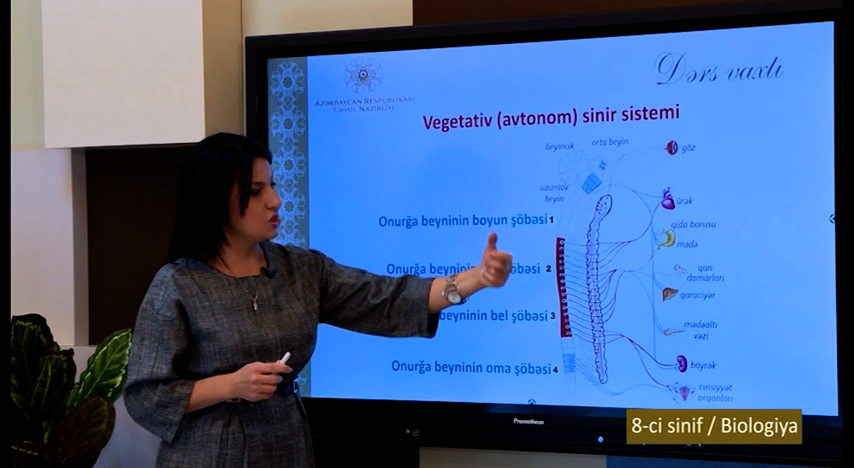 Dərs vaxtı
AZƏRBAYCAN RESPUBLİKASI
TƏHSİL NAZİRLİYİ
Vegetativ (avtonom) sinir sistemi
beyincik
orta beyin
göz
uzunsov
beyin
ürək
Onurğa beyninin boyun şöbəsi 1
qida borusu
mədə
Onurğa beyninin şöbəsi 2
qan
damarları
qaraciyər
beyninin bel şöbəsi 3
mədəaltı
vəzi
Onurğa beyninin oma şöbəsi 4
böyrək
cinsiyyət
orqanları
Promethean
8-ci sinif / Biologiya